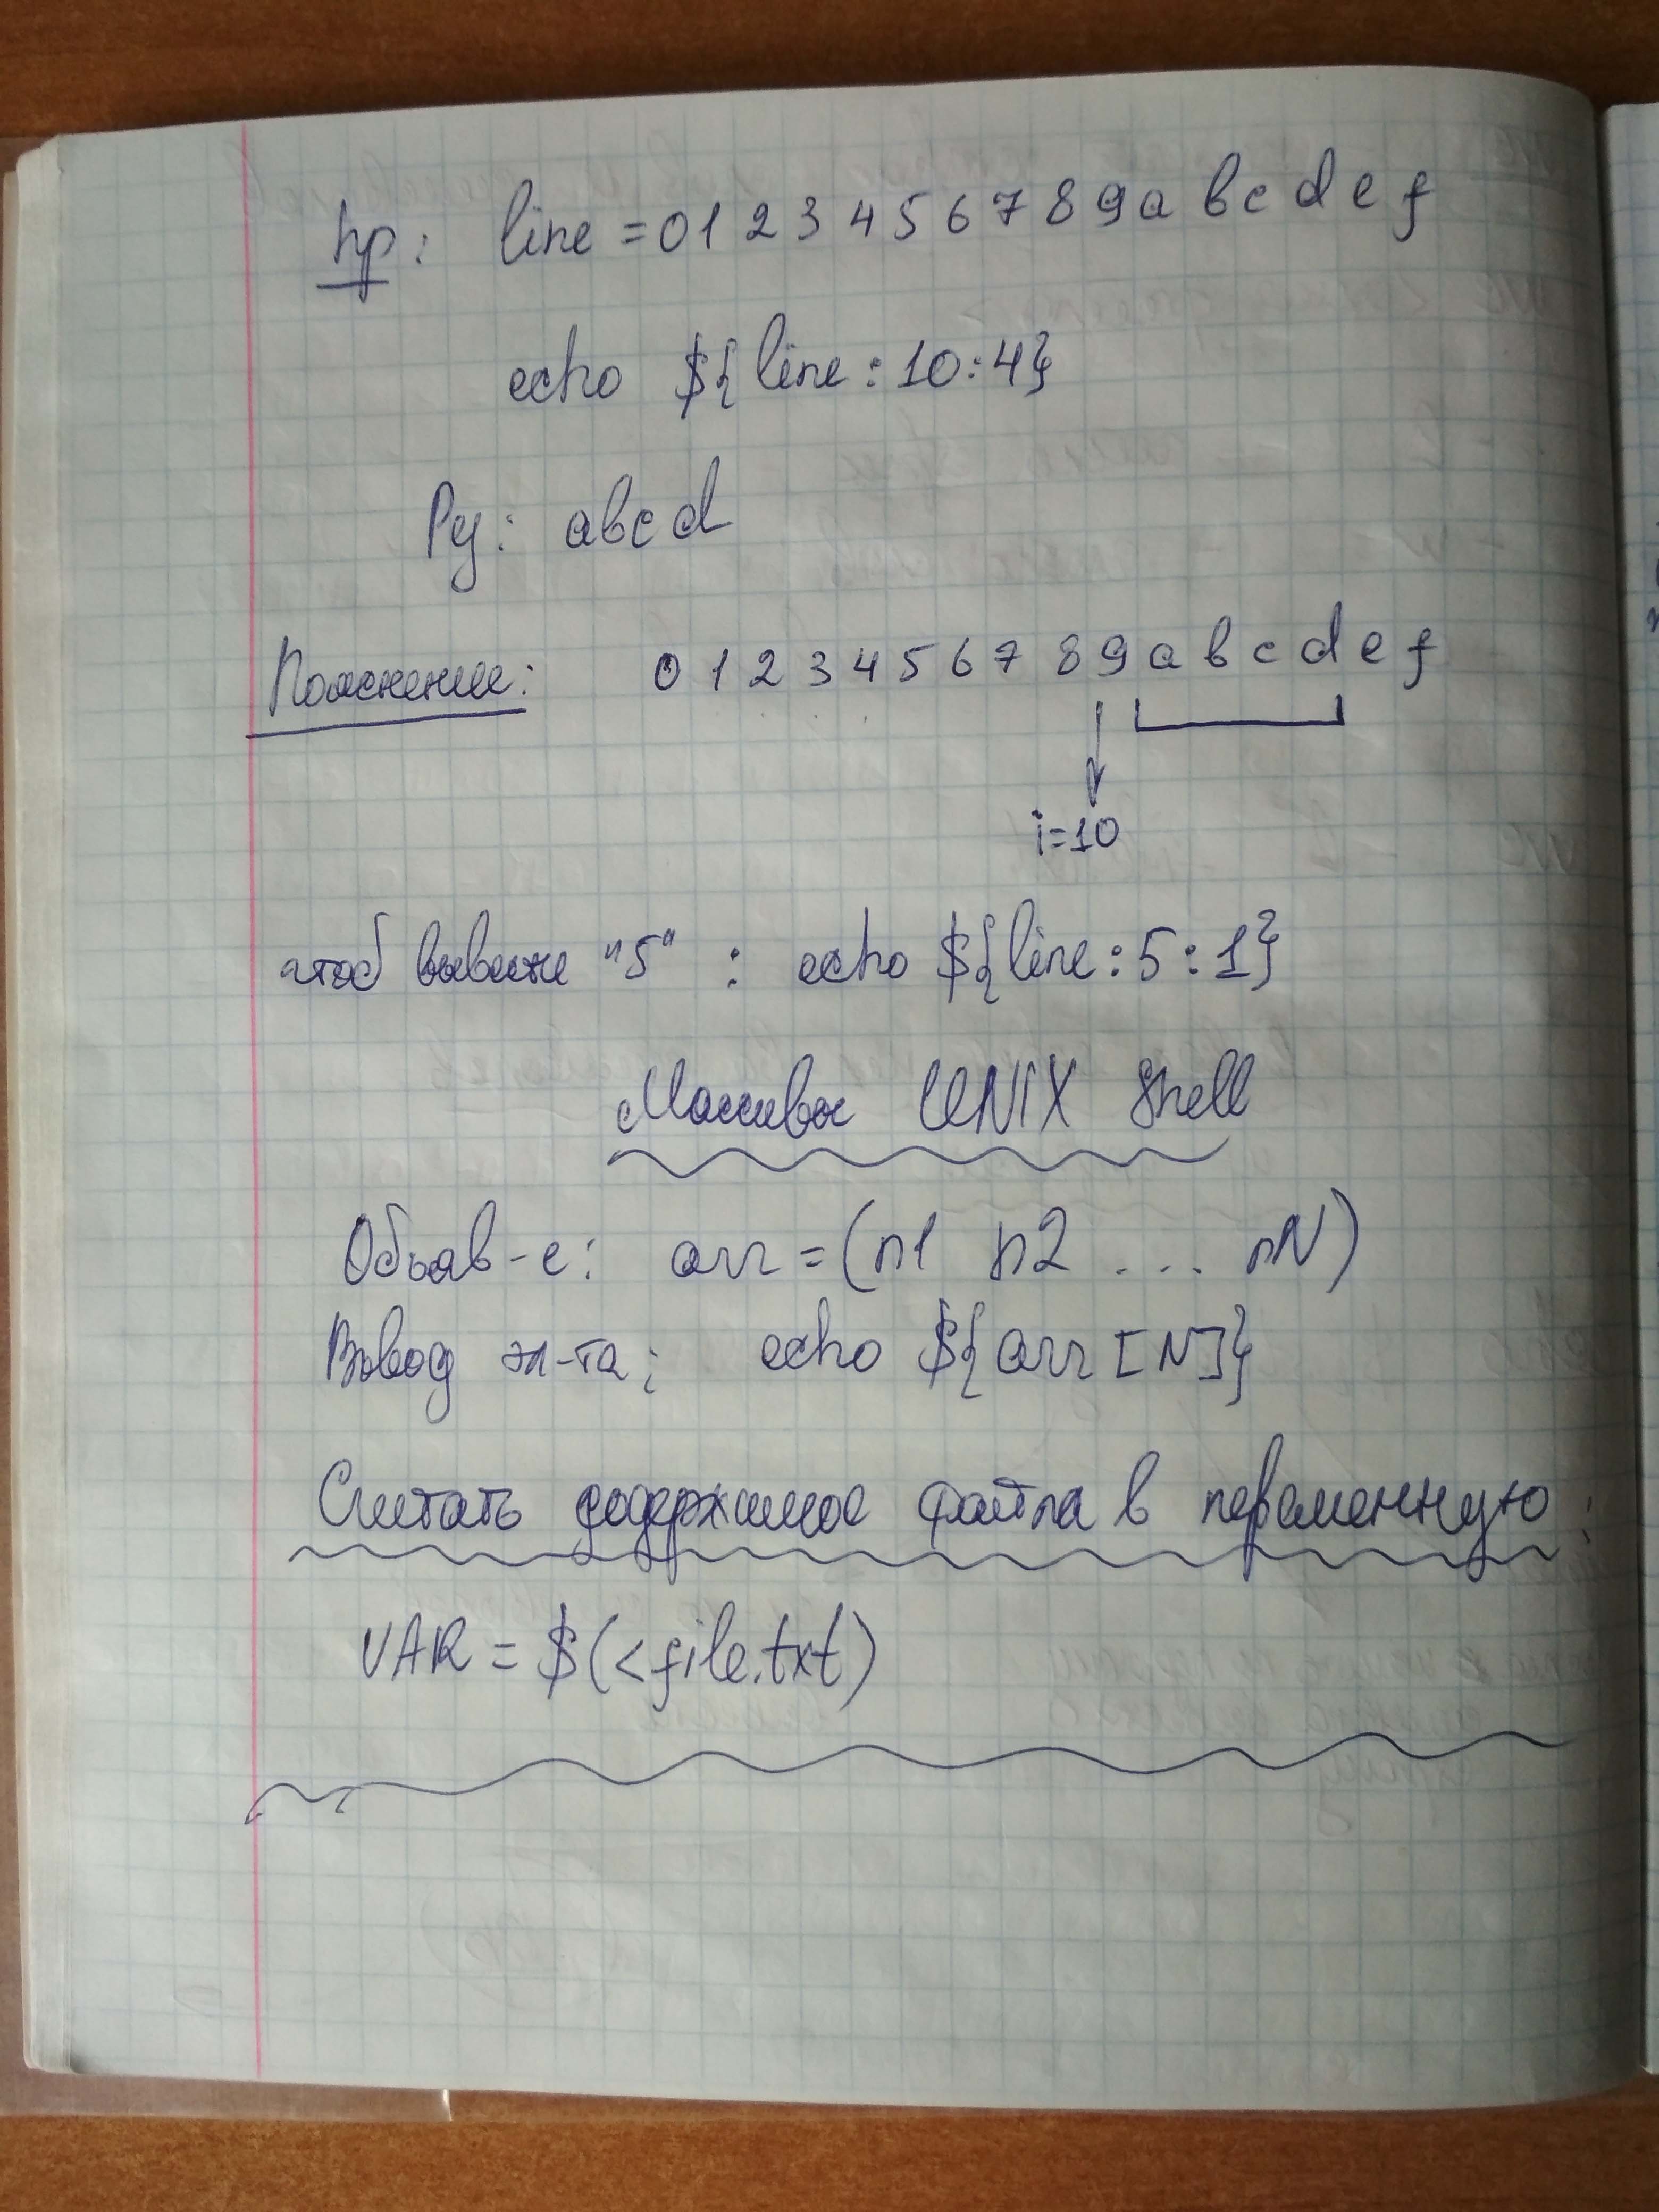 пр: line = 0 1 2 3 4 5 6 7 8 9 a b c d e f
echo ${line:10:4}
Ру: abcd
Пояснение: 0 1 2 3 4 5 6 7 8 9 a b c d e f
i=10
чтоб вывести "5" : echo ${line:5:1}
Массивы UNIX Shell
Объяв-е: arr = (n1 n2 ... nN)
Вывод эл-та: echo ${arr[N]}
Считать содержимое файла в переменную:
VAR = $(<file.txt)